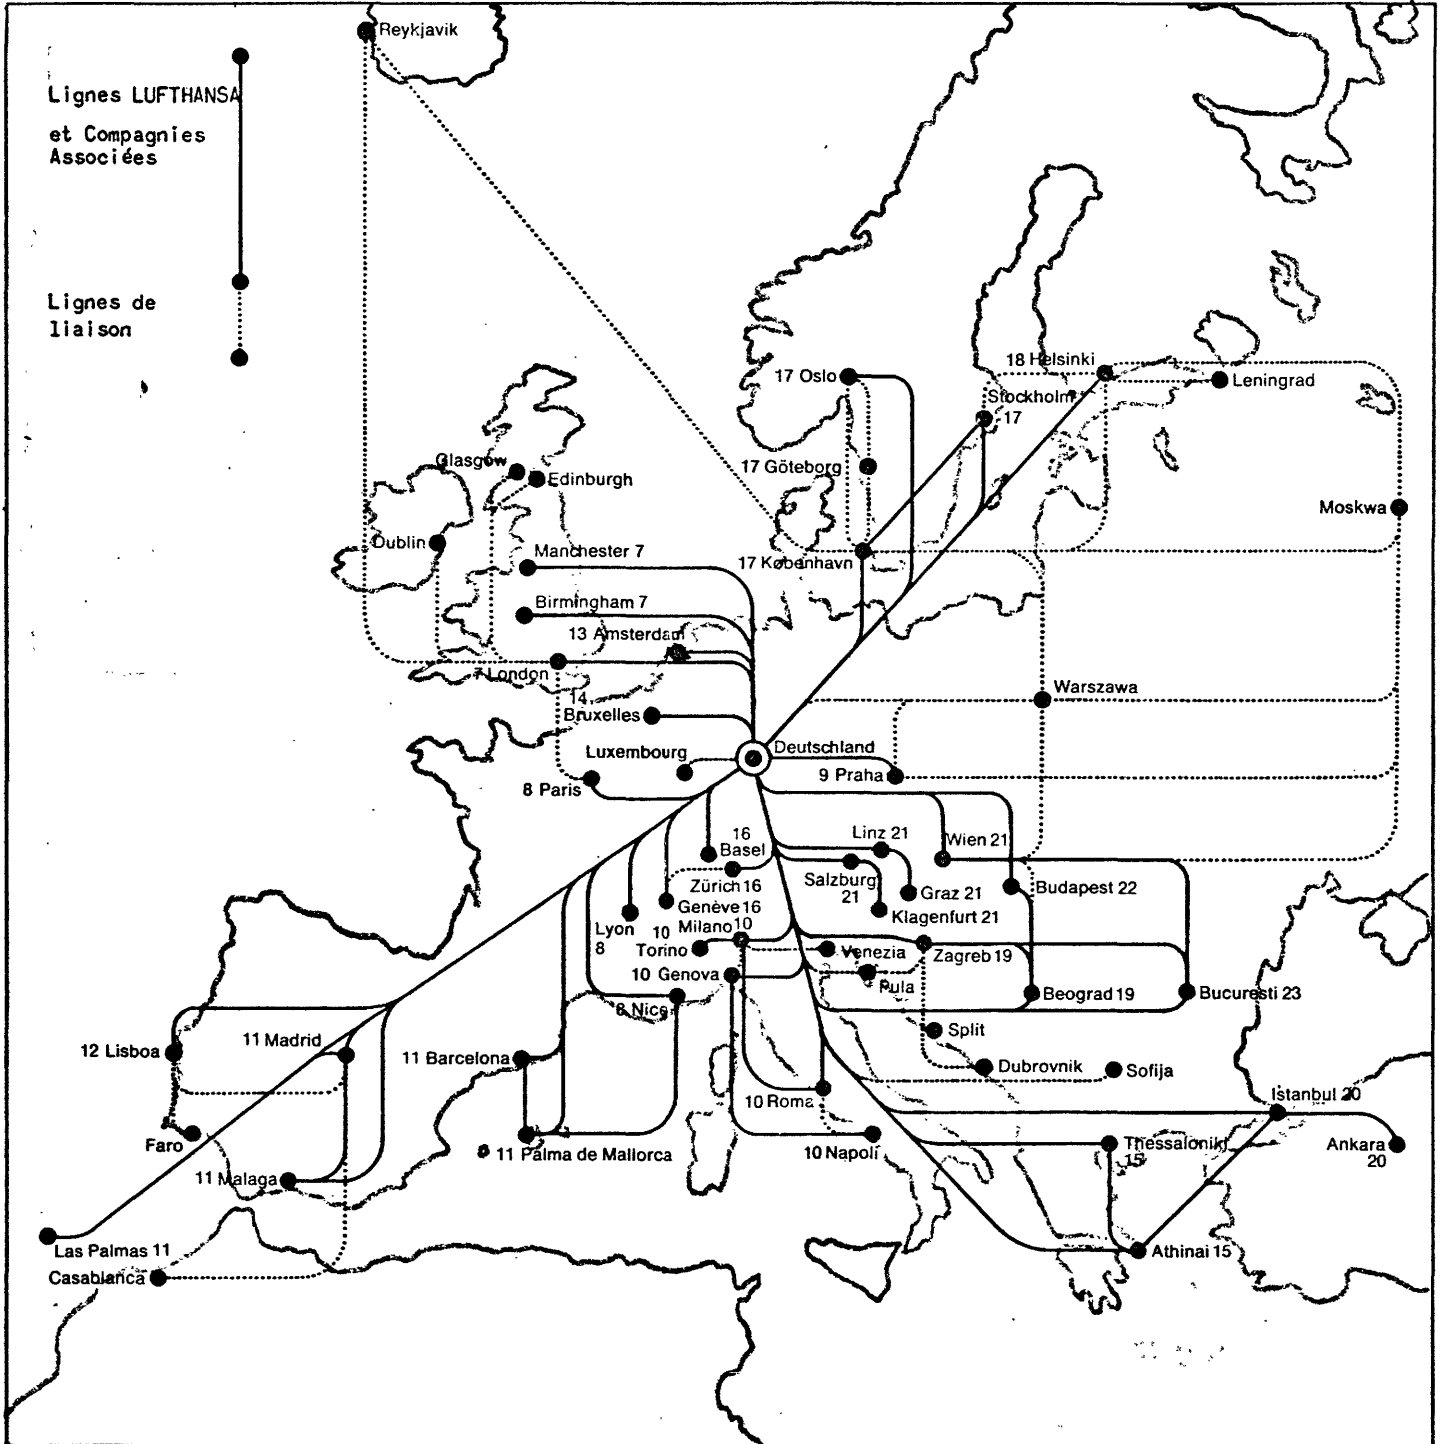 Reykjavik
Lignes LUFTHANSA
et Compagnies
Associées
Lignes de
liaison
18 Helsinki
17 Oslo
Leningrad
Stockholm
17
Glasgow
17 Göteborg
Edinburgh
Moskwa
Dublin
Manchester 7
17 København
Birmingham 7
13 Amsterdam
7 London
Warszawa
14
Bruxelles
Luxembourg
Deutschland
9 Praha
8 Paris
16
Basel
Linz 21
Wien 21
Zürich 16
Salzburg
21
Graz 21
Budapest 22
Genève 16
Klagenfurt 21
Lyon
8
10
Torino
Milano 10
Venezia
Zagreb 19
10 Genova
Pula
8 Nice
Beograd 19
Bucuresti 23
Split
12 Lisboa
11 Madrid
11 Barcelona
Dubrovnik
Sofija
10 Roma
Istanbul 20
Faro
11 Palma de Mallorca
10 Napoli
Thessaloniki
15
Ankara
20
11 Malaga
Las Palmas 11
Athinai 15
Casablanca